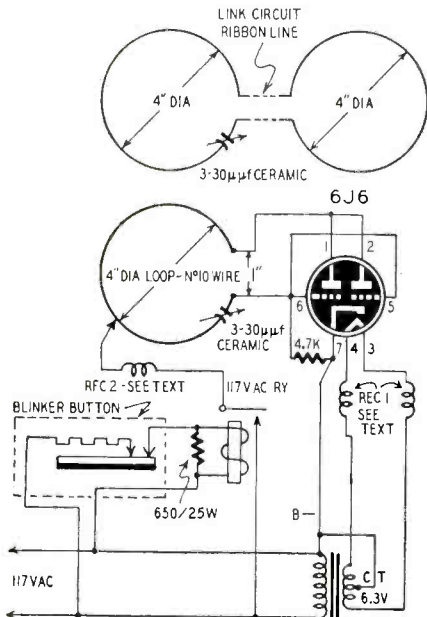 LINK CIRCUIT
RIBBON LINE
4" DIA
4" DIA
3-30µµf CERAMIC
6J6
1
2
4" DIA LOOP-Nº10 WIRE
1"
6
5
3-30µµf
CERAMIC
4.7K
7
4
3
RFC 2 - SEE TEXT
117V AC RY
REC 1
SEE
TEXT
BLINKER BUTTON
650/25W
B-
117 VAC
C T
6.3V